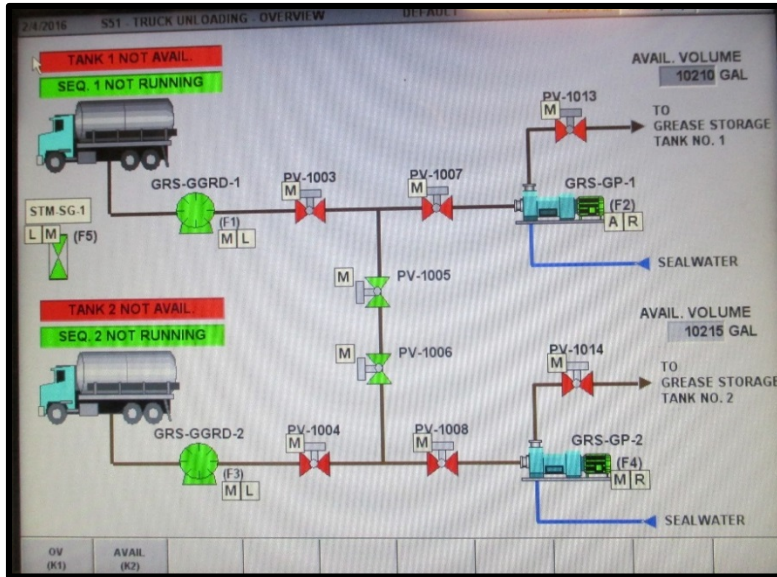 2/4/2016
S51 - TRUCK UNLOADING - OVERVIEW
DEFAULT
TANK 1 NOT AVAIL.
SEQ. 1 NOT RUNNING
AVAIL. VOLUME
10210 GAL
PV-1013
M
TO
GREASE STORAGE
TANK NO. 1
GRS-GGRD-1
(F1)
M L
PV-1003
M
PV-1007
M
GRS-GP-1
(F2)
A R
STM-SG-1
L M (F5)
SEALWATER
M
PV-1005
TANK 2 NOT AVAIL.
SEQ. 2 NOT RUNNING
AVAIL. VOLUME
10215 GAL
M
PV-1006
PV-1014
M
TO
GREASE STORAGE
TANK NO. 2
GRS-GGRD-2
(F3)
M L
PV-1004
M
PV-1008
M
GRS-GP-2
(F4)
M R
SEALWATER
OV
(K1)
AVAIL
(K2)